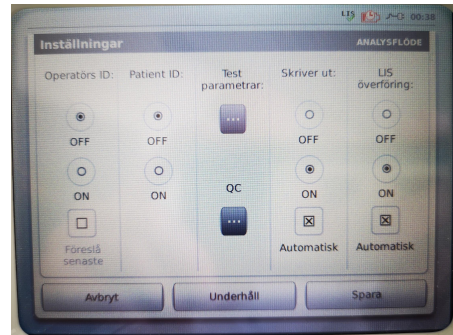 LIS 00:38
Inställningar ANALYSFLÖDE
Operatörs ID: Patient ID: Test parametrar: Skriver ut: LIS överföring:
OFF OFF ... OFF OFF
ON ON QC ON ON
...
Föreslå senaste Automatisk Automatisk
Avbryt Underhåll Spara